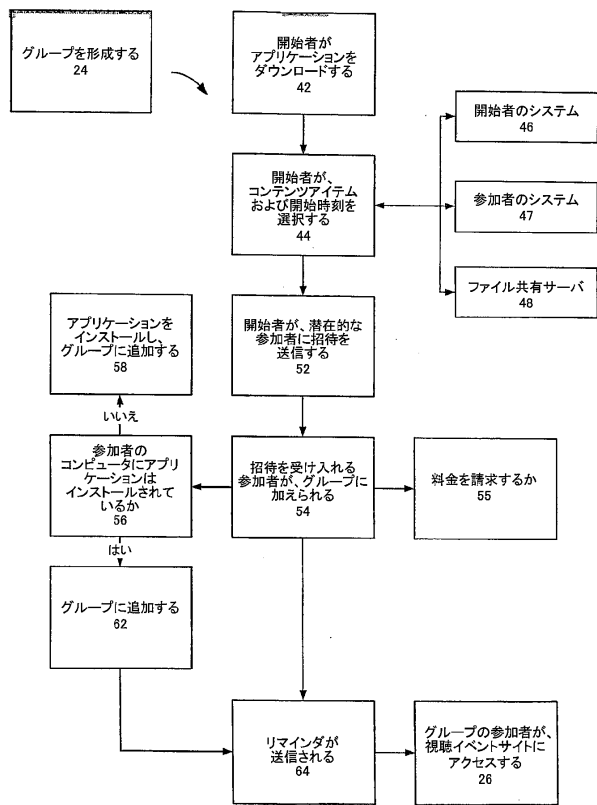 グループを形成する
24
開始者が
アプリケーションを
ダウンロードする
42
開始者のシステム
46
開始者が、
コンテンツアイテム
および開始時刻を
選択する
44
参加者のシステム
47
ファイル共有サーバ
48
アプリケーションを
インストールし、
グループに追加する
58
開始者が、潜在的な
参加者に招待を
送信する
52
いいえ
参加者の
コンピュータにアプリ
ケーションは
インストールされて
いるか
56
招待を受け入れる
参加者が、グループに
加えられる
54
料金を請求するか
55
はい
グループに追加する
62
リマインダが
送信される
64
グループの参加者が、
視聴イベントサイトに
アクセスする
26